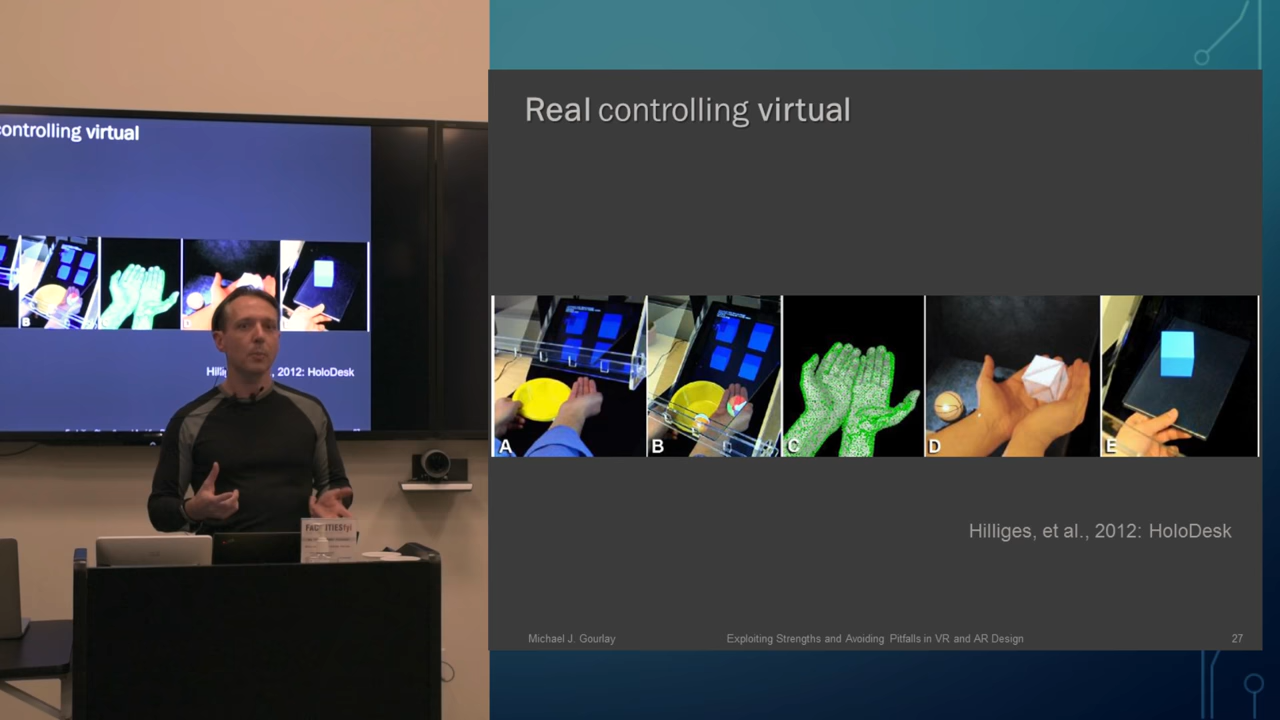 controlling virtual
B
2012: HoloDesk
FACILITIESfyi
Real controlling virtual
A
B
C
D
E
Hilliges, et al., 2012: HoloDesk
Michael J. Gourlay
Exploiting Strengths and Avoiding Pitfalls in VR and AR Design
27